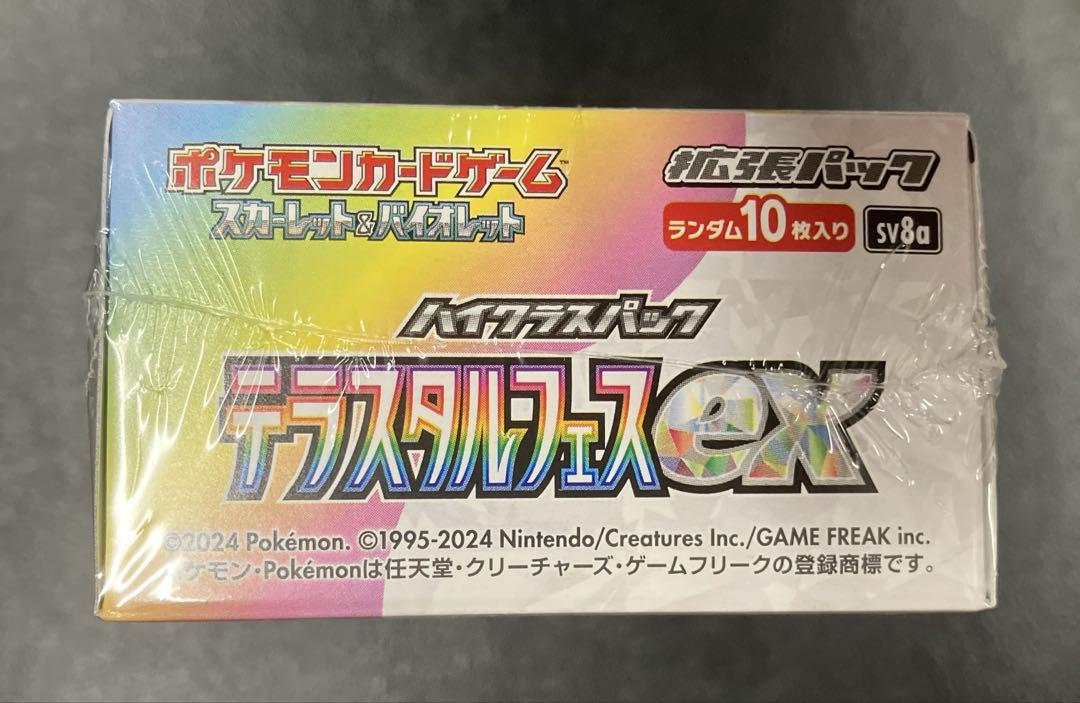 ポケモンカードゲーム™
スカーレット&バイオレット
拡張パック
ランダム10枚入り
sv8a
ハイクラスパック
テラスタルフェスex
©2024 Pokémon. ©1995-2024 Nintendo/Creatures Inc./GAME FREAK inc.
ポケモン・Pokémonは任天堂・クリーチャーズ・ゲームフリークの登録商標です。